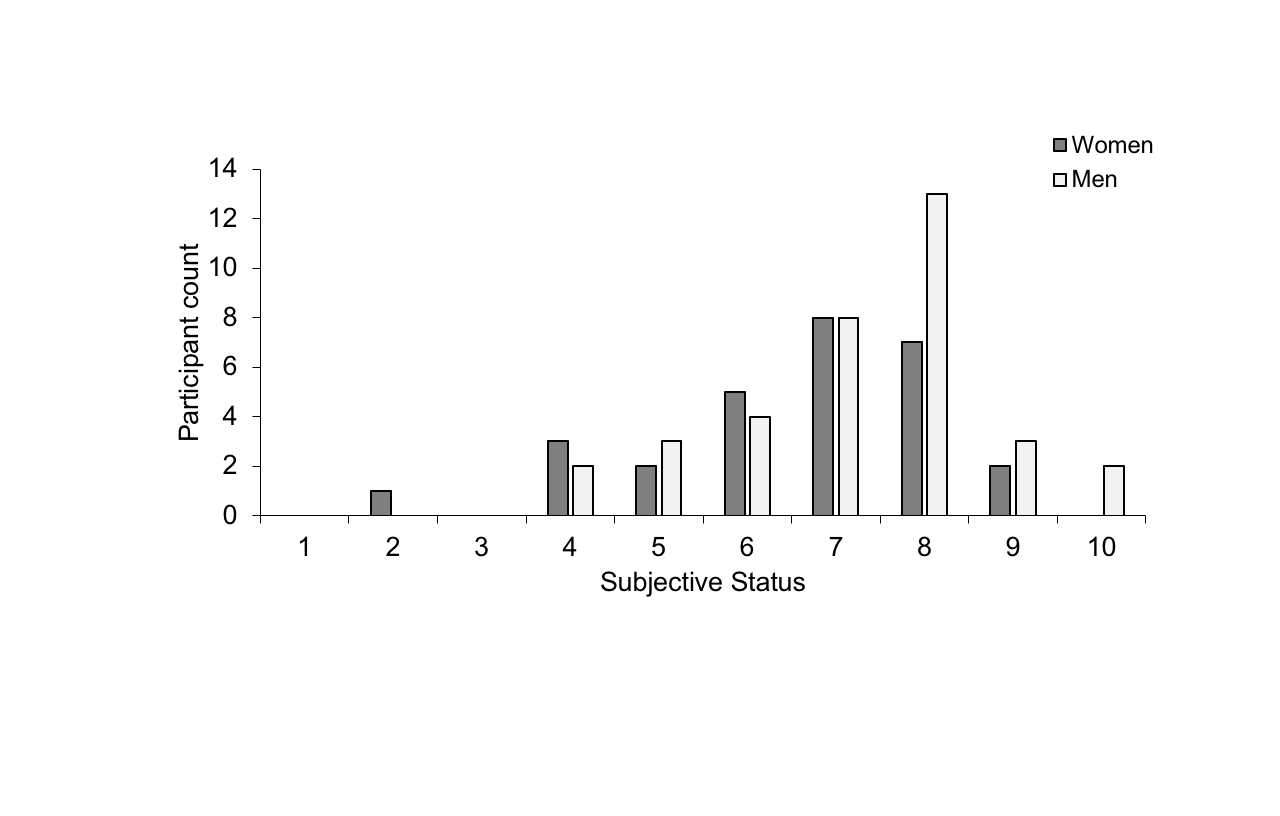 Women
Men
14
12
10
8
6
4
2
0
Participant count
1 2 3 4 5 6 7 8 9 10
Subjective Status